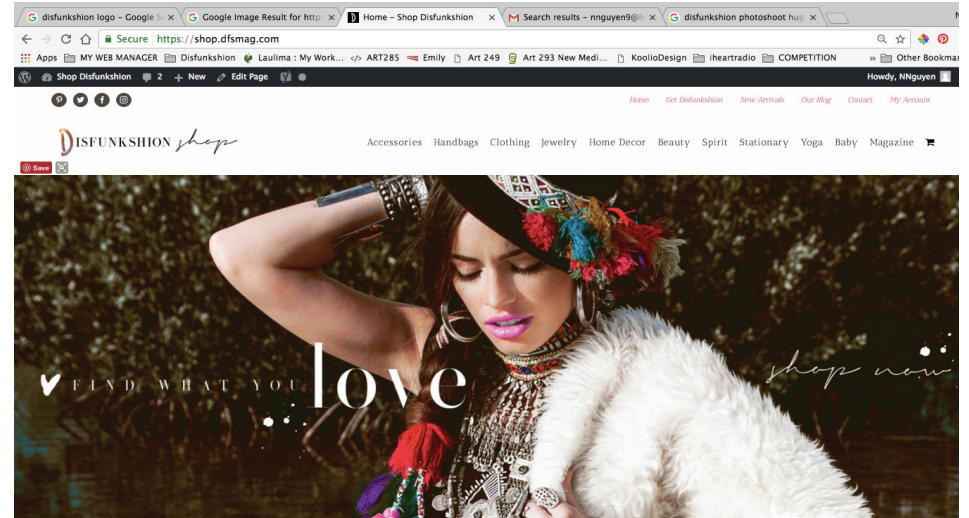 disfunkshion logo - Google S
Google Image Result for http
Home - Shop Disfunkshion
Search results - nnguyen9@h
disfunkshion photoshoot hug
N
Secure https://shop.dfsmag.com
Apps MY WEB MANAGER Disfunkshion Laulima : My Work... </> ART285 Emily Art 249 Art 293 New Medi... KoolioDesign iheartradio COMPETITION » Other Bookmar
Shop Disfunkshion 2 + New Edit Page Howdy, NNguyen
Home Get Disfunkshion New Arrivals Our Blog Contact My Account
DISFUNKSHION shop
Accessories Handbags Clothing Jewelry Home Decor Beauty Spirit Stationary Yoga Baby Magazine
Save
FIND WHAT YOU love
shop now